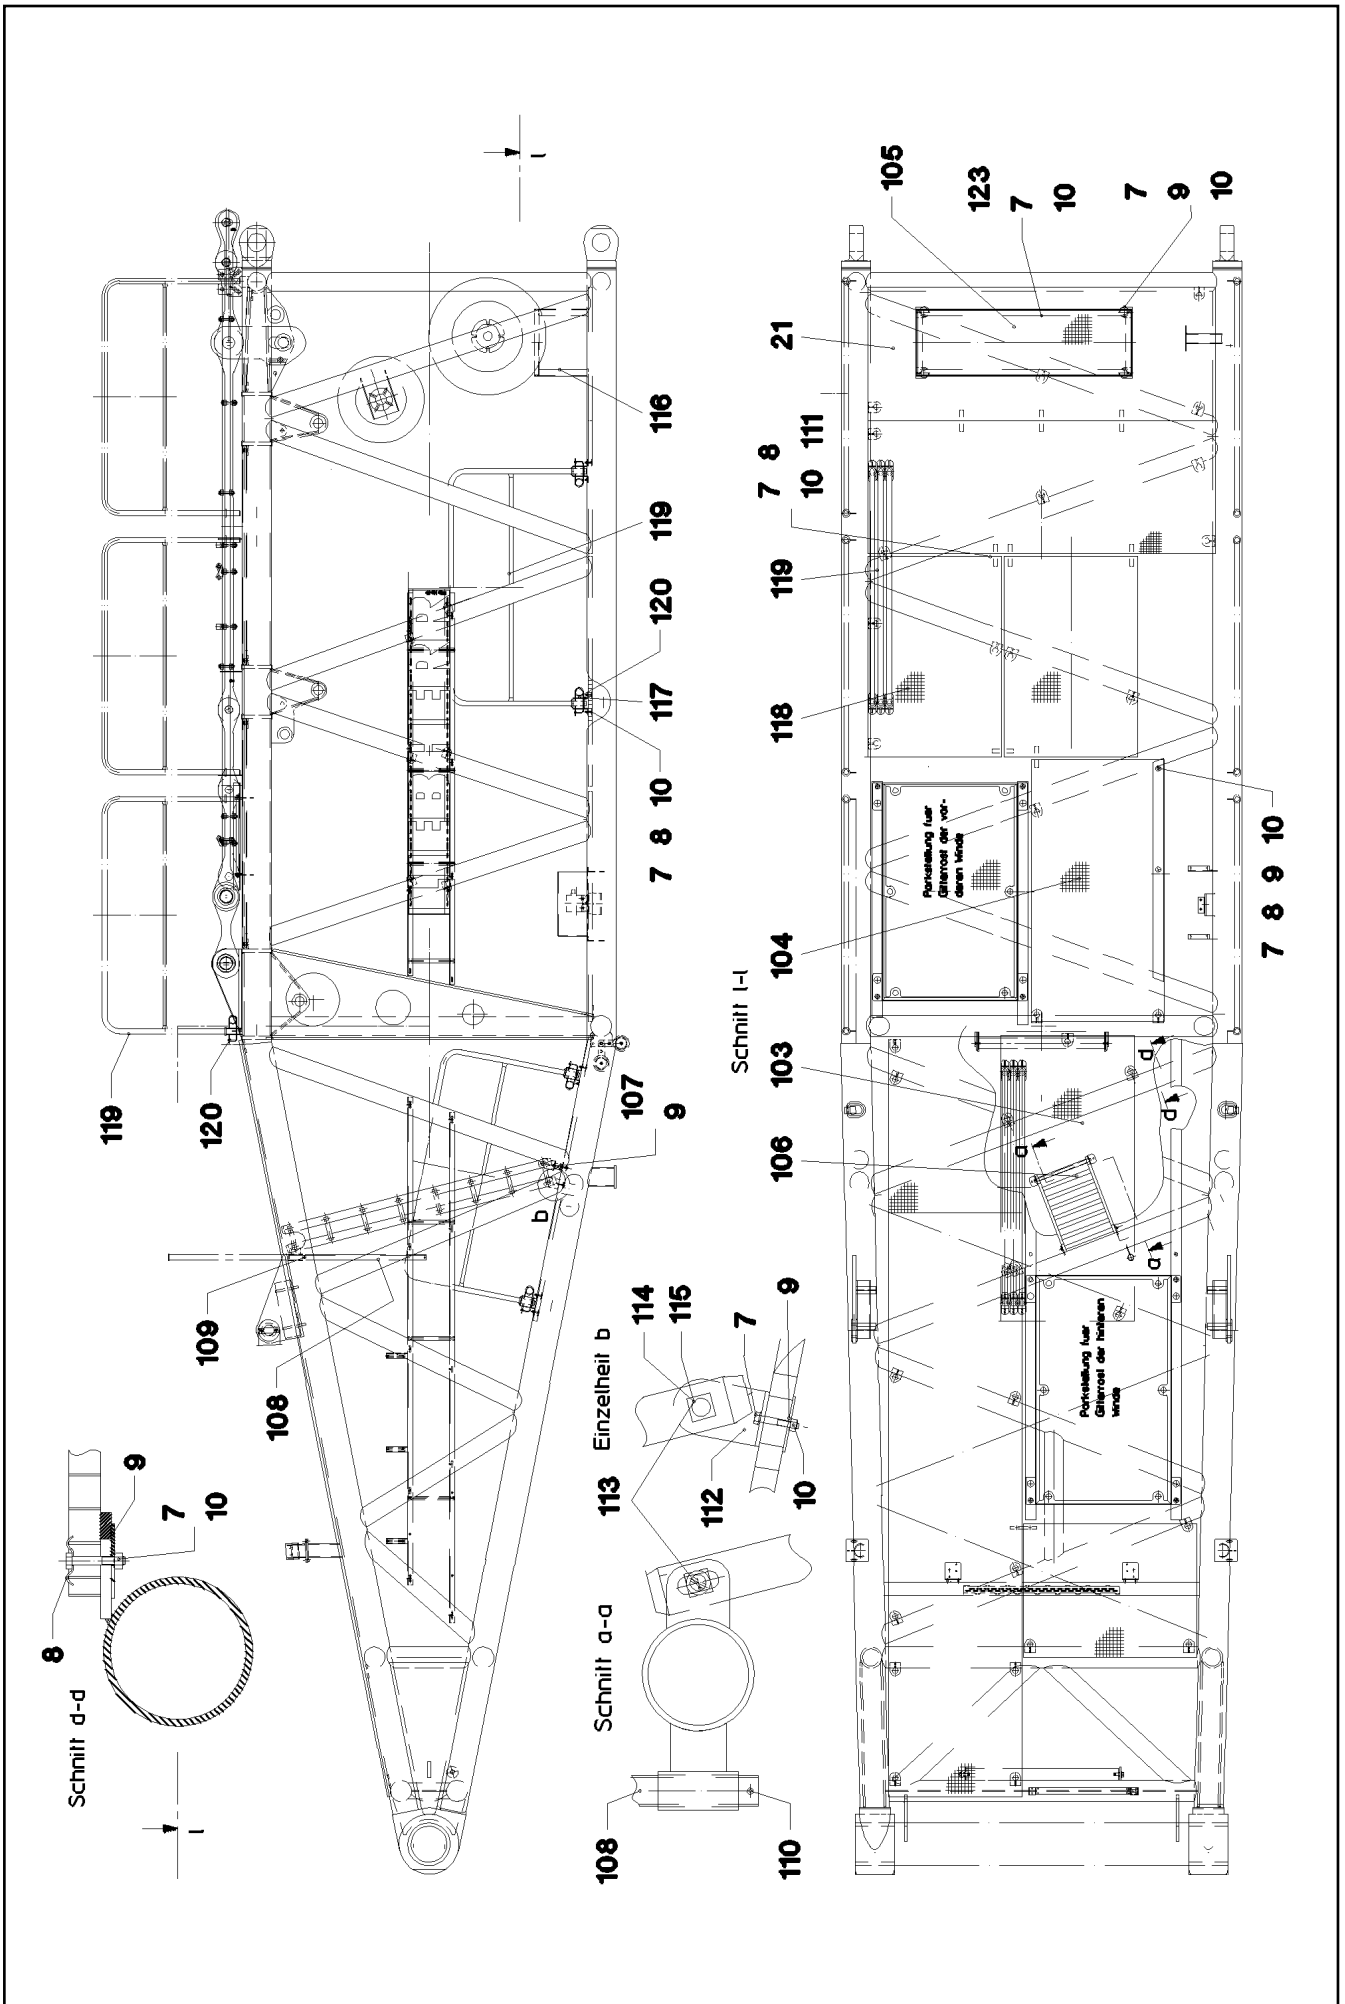 Schnitt d-d
8
9
7
10
l
119
120
109
108
b
107
9
7 8 10
117
120
119
116
l
LIEBHERR
Schnitt a-a
108
110
113
Einzelheit b
114
115
7
9
112
10
Schnitt l-l
106
103
104
118
119
7 8
10 111
21
105
123
7
10
7
9
10
Parkstellung fuer
Gitterrost der vor-
deren Winde
Parkstellung fuer
Gitterrost der hinteren
Winde
a
a
d
d
7 8 9 10